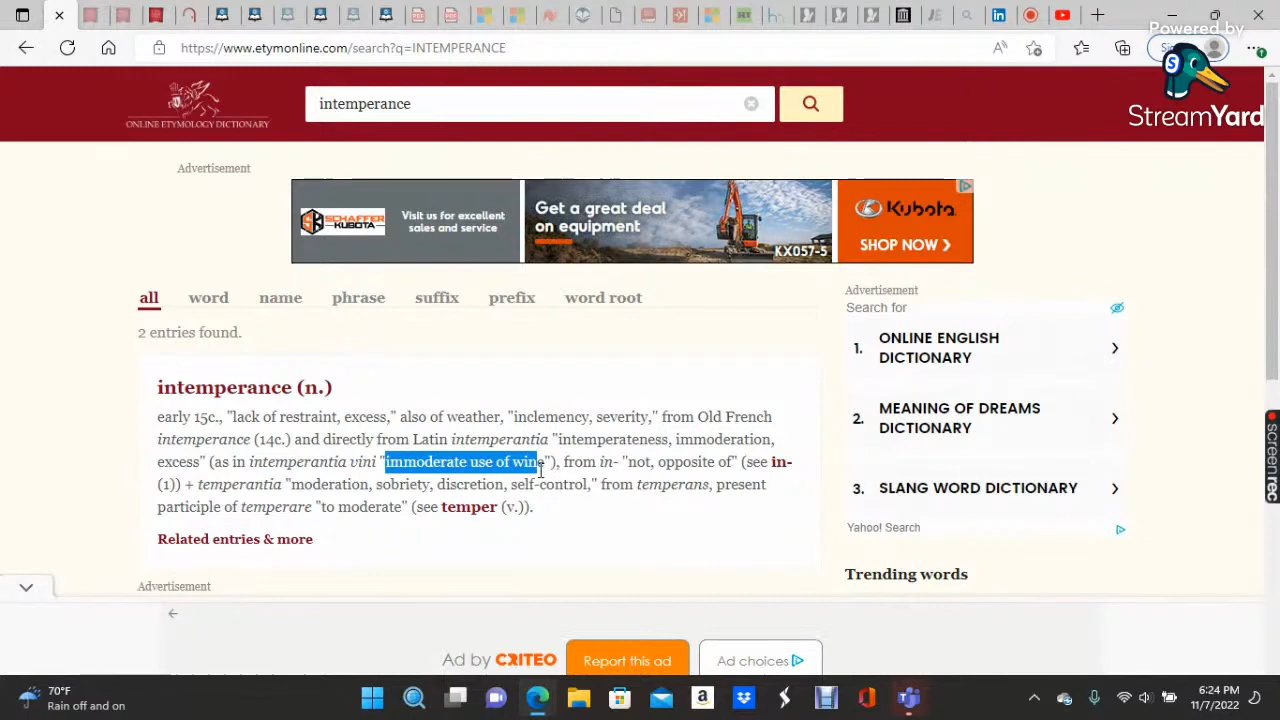 https://www.etymonline.com/search?q=INTEMPERANCE
Powered by
StreamYard
ONLINE ETYMOLOGY DICTIONARY
intemperance
Advertisement
SCHAFFER
KUBOTA
Visit us for excellent
sales and service
Get a great deal
on equipment
KX057-5
Kubota.
SHOP NOW
all word name phrase suffix prefix word root
2 entries found.
intemperance (n.)
early 15c., "lack of restraint, excess," also of weather, "inclemency, severity," from Old French
intemperance (14c.) and directly from Latin intemperantia "intemperateness, immoderation,
excess" (as in intemperantia vini "immoderate use of wine"), from in- "not, opposite of" (see in-
(1)) + temperantia "moderation, sobriety, discretion, self-control," from temperans, present
participle of temperare "to moderate" (see temper (v.)).
Related entries & more
Advertisement
Advertisement
Search for
1. ONLINE ENGLISH
DICTIONARY
2. MEANING OF DREAMS
DICTIONARY
3. SLANG WORD DICTIONARY
Yahoo! Search
Trending words
Screenrec
Ad by CRITEO
Report this ad
Ad choices
70°F
Rain off and on
6:24 PM
11/7/2022